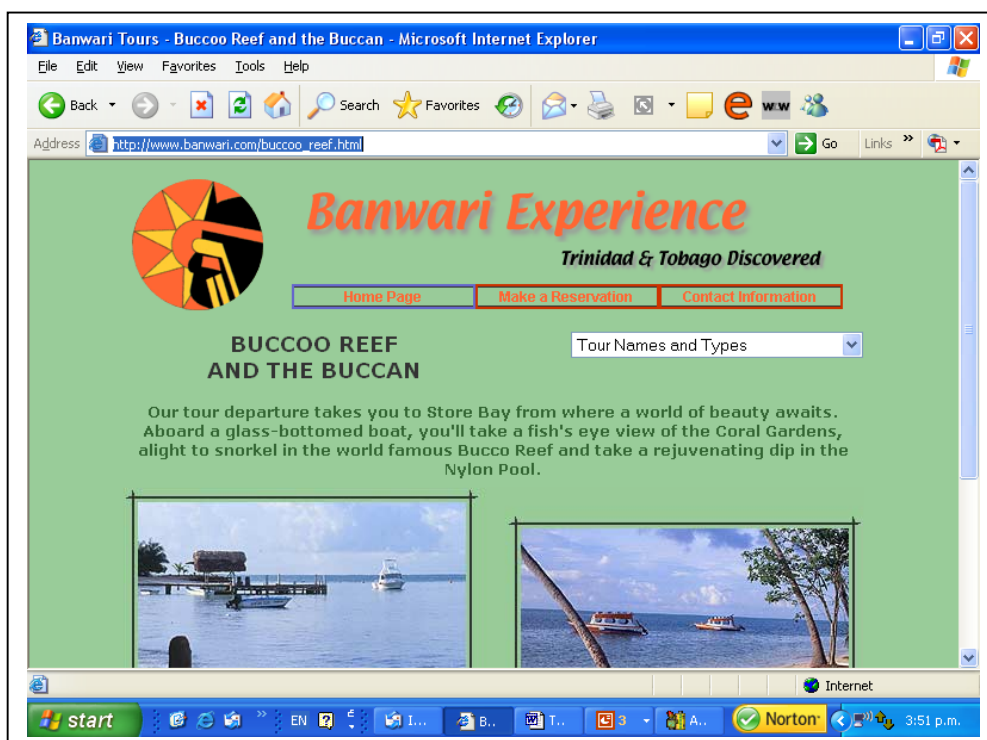 Banwari Tours - Buccoo Reef and the Buccan - Microsoft Internet Explorer
File Edit View Favorites Tools Help
Back Search Favorites
Address http://www.banwari.com/buccoo_reef.html Go Links »
Banwari Experience
Trinidad & Tobago Discovered
Home Page Make a Reservation Contact Information
BUCCOO REEF
AND THE BUCCAN
Tour Names and Types
Our tour departure takes you to Store Bay from where a world of beauty awaits.
Aboard a glass-bottomed boat, you'll take a fish's eye view of the Coral Gardens,
alight to snorkel in the world famous Bucco Reef and take a rejuvenating dip in the
Nylon Pool.
Internet
start » EN I... B.. T.. 3 A.. Norton 3:51 p.m.